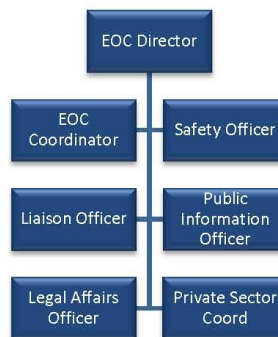 EOC Director
EOC
Coordinator
Safety Officer
Liaison Officer
Public
Information
Officer
Legal Affairs
Officer
Private Sector
Coord